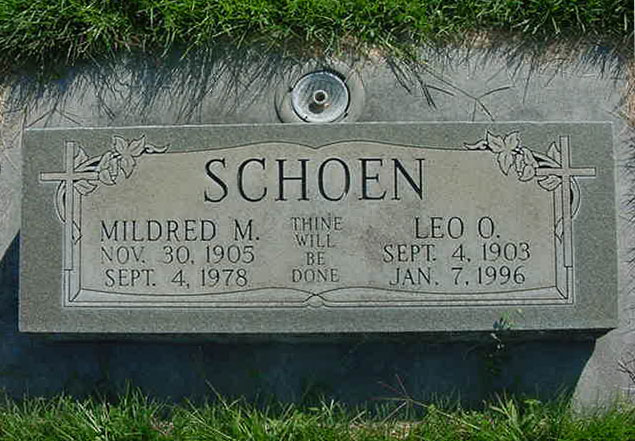 SCHOEN
MILDRED M.
NOV. 30, 1905
SEPT. 4, 1978
THINE
WILL
BE
DONE
LEO O.
SEPT. 4, 1903
JAN. 7, 1996